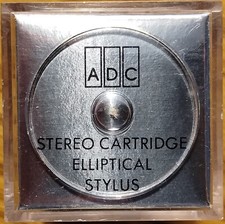 ADC
STEREO CARTRIDGE
ELLIPTICAL
STYLUS